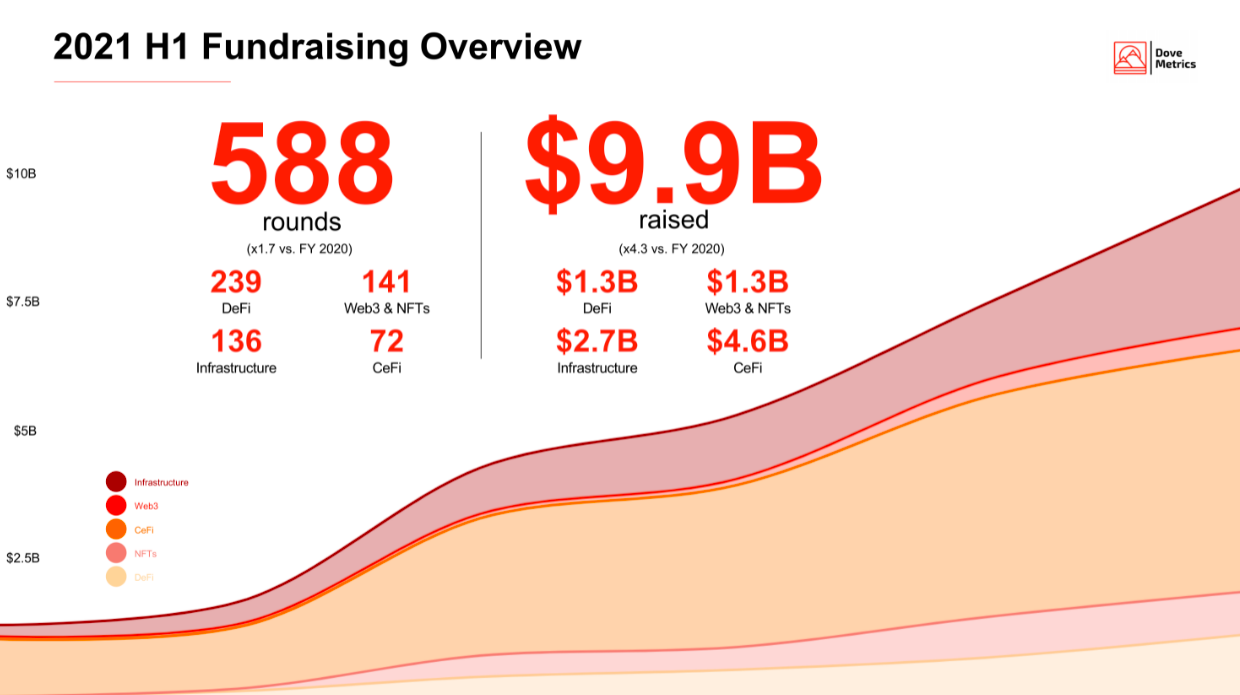 2021 H1 Fundraising Overview
Dove
Metrics
588
rounds
(x1.7 vs. FY 2020)
239
DeFi
141
Web3 & NFTs
136
Infrastructure
72
CeFi
$9.9B
raised
(x4.3 vs. FY 2020)
$1.3B
DeFi
$1.3B
Web3 & NFTs
$2.7B
Infrastructure
$4.6B
CeFi
$10B
$7.5B
$5B
$2.5B
Infrastructure
Web3
CeFi
NFTs
DeFi